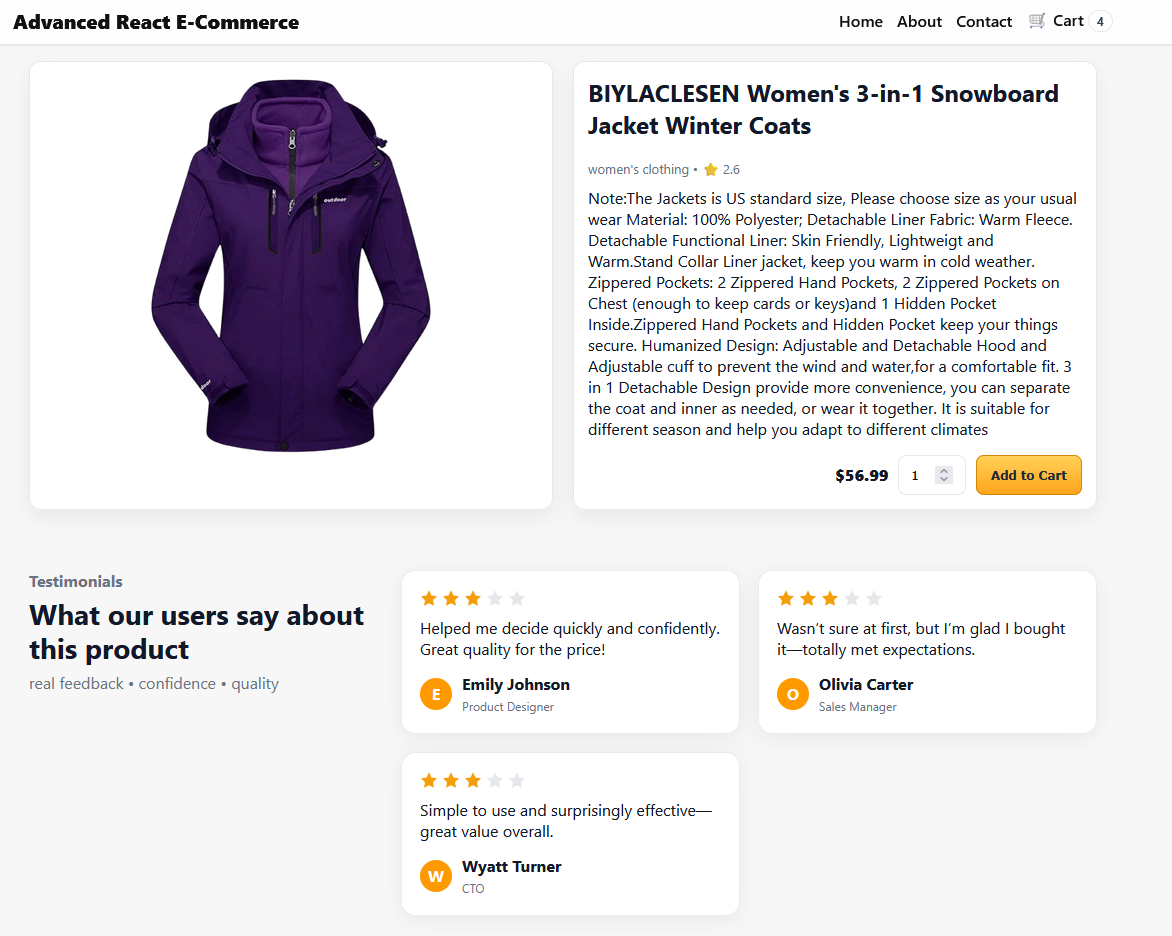 Advanced React E-Commerce
Home About Contact Cart 4
outdoor
BIYLACLESEN Women's 3-in-1 Snowboard
Jacket Winter Coats
women's clothing • 2.6
Note:The Jackets is US standard size, Please choose size as your usual
wear Material: 100% Polyester; Detachable Liner Fabric: Warm Fleece.
Detachable Functional Liner: Skin Friendly, Lightweigt and
Warm.Stand Collar Liner jacket, keep you warm in cold weather.
Zippered Pockets: 2 Zippered Hand Pockets, 2 Zippered Pockets on
Chest (enough to keep cards or keys)and 1 Hidden Pocket
Inside.Zippered Hand Pockets and Hidden Pocket keep your things
secure. Humanized Design: Adjustable and Detachable Hood and
Adjustable cuff to prevent the wind and water,for a comfortable fit. 3
in 1 Detachable Design provide more convenience, you can separate
the coat and inner as needed, or wear it together. It is suitable for
different season and help you adapt to different climates
$56.99 1 Add to Cart
Testimonials
What our users say about
this product
real feedback • confidence • quality
Helped me decide quickly and confidently.
Great quality for the price!
E
Emily Johnson
Product Designer
Wasn’t sure at first, but I’m glad I bought
it—totally met expectations.
O
Olivia Carter
Sales Manager
Simple to use and surprisingly effective—
great value overall.
W
Wyatt Turner
CTO